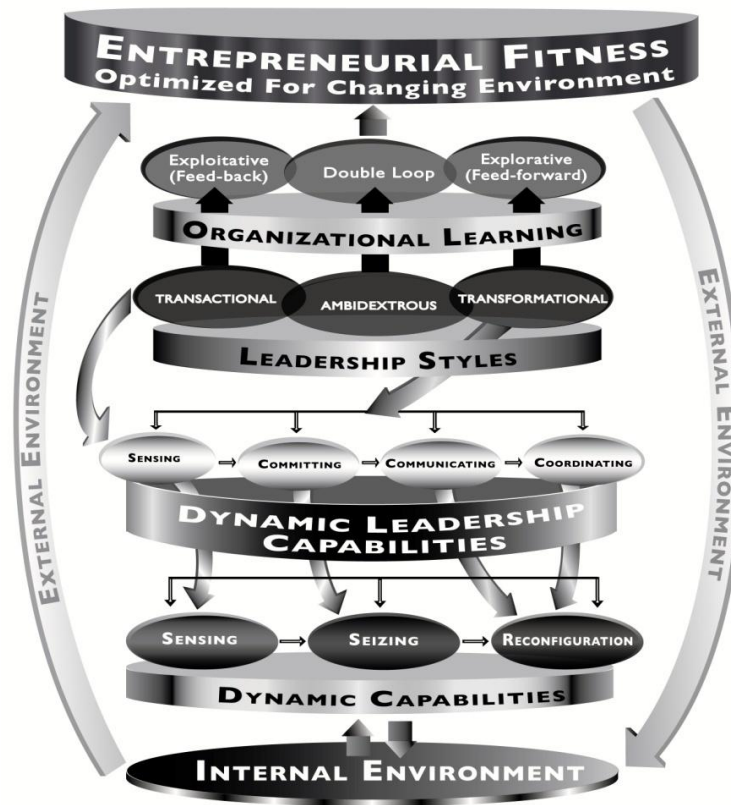 ENTREPRENEURIAL FITNESS
Optimized For Changing Environment
Exploitative
(Feed-back)
Double Loop
Explorative
(Feed-forward)
ORGANIZATIONAL LEARNING
TRANSACTIONAL
AMBIDEXTROUS
TRANSFORMATIONAL
LEADERSHIP STYLES
EXTERNAL ENVIRONMENT
EXTERNAL ENVIRONMENT
SENSING
COMMITTING
COMMUNICATING
COORDINATING
DYNAMIC LEADERSHIP
CAPABILITIES
SENSING
SEIZING
RECONFIGURATION
DYNAMIC CAPABILITIES
INTERNAL ENVIRONMENT